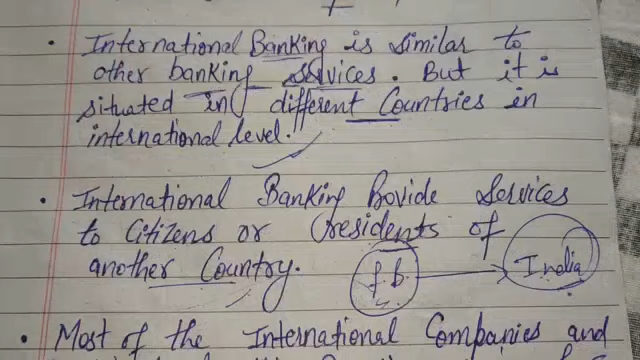 • International Banking is similar to
other banking services. But it is
situated in different Countries in
international level.
• International Banking Provide Services
to Citizens or residents of
another Country. f.b. → India
• Most of the International Companies and